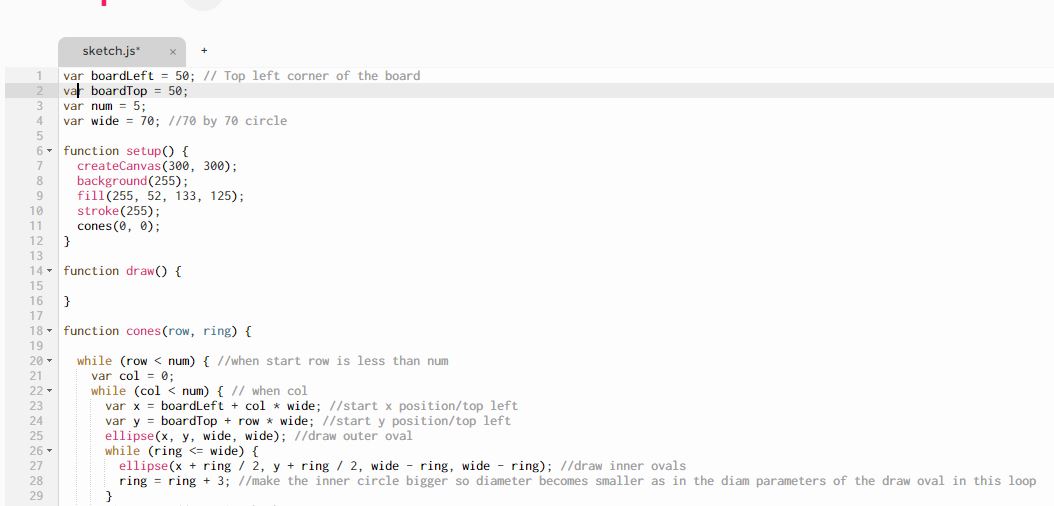 sketch.js* × +
1 var boardLeft = 50; // Top left corner of the board
2 var boardTop = 50;
3 var num = 5;
4 var wide = 70; //70 by 70 circle
5
6 function setup() {
7 createCanvas(300, 300);
8 background(255);
9 fill(255, 52, 133, 125);
10 stroke(255);
11 cones(0, 0);
12 }
13
14 function draw() {
15
16 }
17
18 function cones(row, ring) {
19
20 while (row < num) { //when start row is less than num
21 var col = 0;
22 while (col < num) { // when col
23 var x = boardLeft + col * wide; //start x position/top left
24 var y = boardTop + row * wide; //start y position/top left
25 ellipse(x, y, wide, wide); //draw outer oval
26 while (ring <= wide) {
27 ellipse(x + ring / 2, y + ring / 2, wide - ring, wide - ring); //draw inner ovals
28 ring = ring + 3; //make the inner circle bigger so diameter becomes smaller as in the diam parameters of the draw oval in this loop
29 }